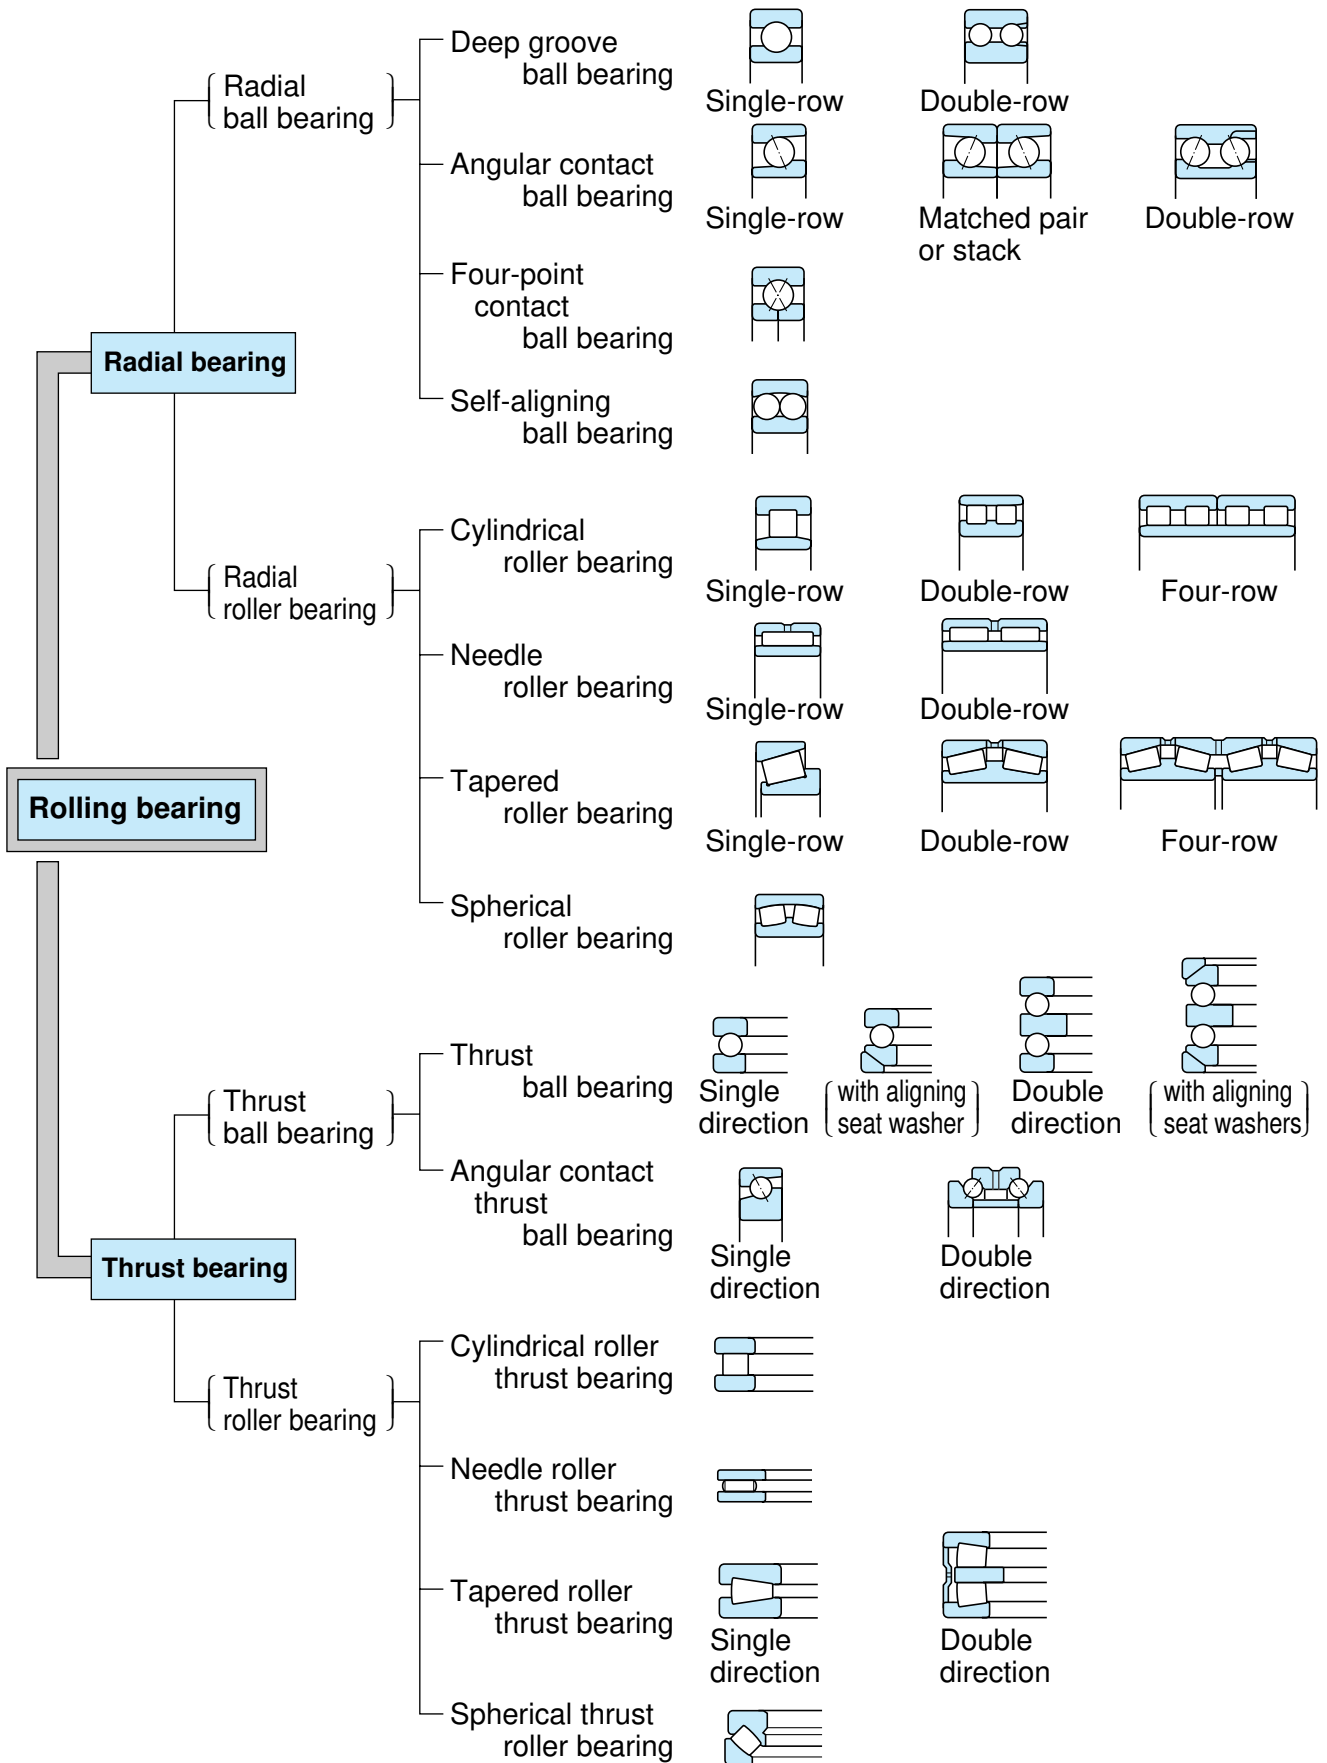 Deep groove
ball bearing
Single-row
Double-row
Radial
ball bearing
Angular contact
ball bearing
Single-row
Matched pair
or stack
Double-row
Four-point
contact
ball bearing
Radial bearing
Self-aligning
ball bearing
Cylindrical
roller bearing
Single-row
Double-row
Four-row
Radial
roller bearing
Needle
roller bearing
Single-row
Double-row
Tapered
roller bearing
Single-row
Double-row
Four-row
Rolling bearing
Spherical
roller bearing
Thrust
ball bearing
Single
direction
with aligning
seat washer
Double
direction
with aligning
seat washers
Thrust
ball bearing
Angular contact
thrust
ball bearing
Single
direction
Double
direction
Thrust bearing
Cylindrical roller
thrust bearing
Thrust
roller bearing
Needle roller
thrust bearing
Tapered roller
thrust bearing
Single
direction
Double
direction
Spherical thrust
roller bearing